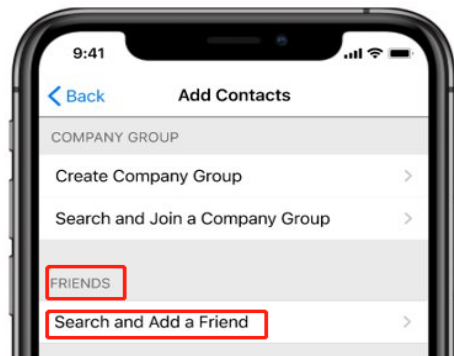 9:41
Back
Add Contacts
COMPANY GROUP
Create Company Group
Search and Join a Company Group
FRIENDS
Search and Add a Friend